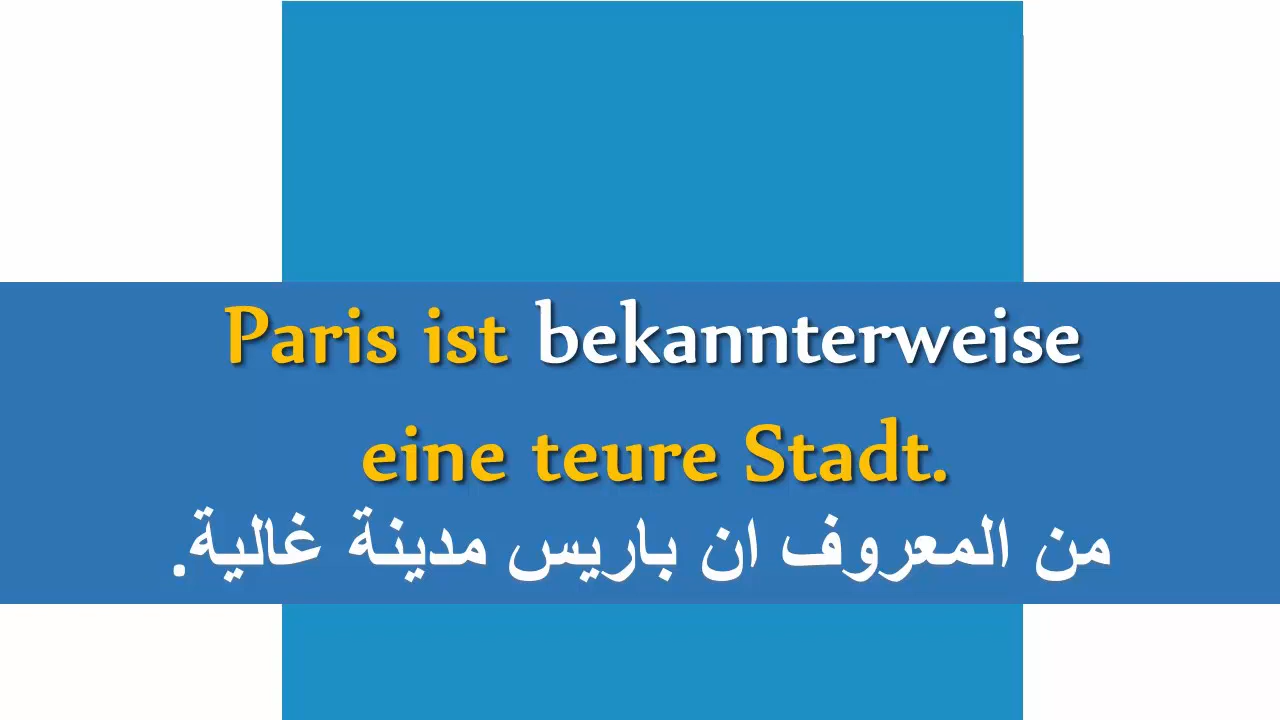 Paris ist bekannterweise
eine teure Stadt.
من المعروف ان باريس مدينة غالية.